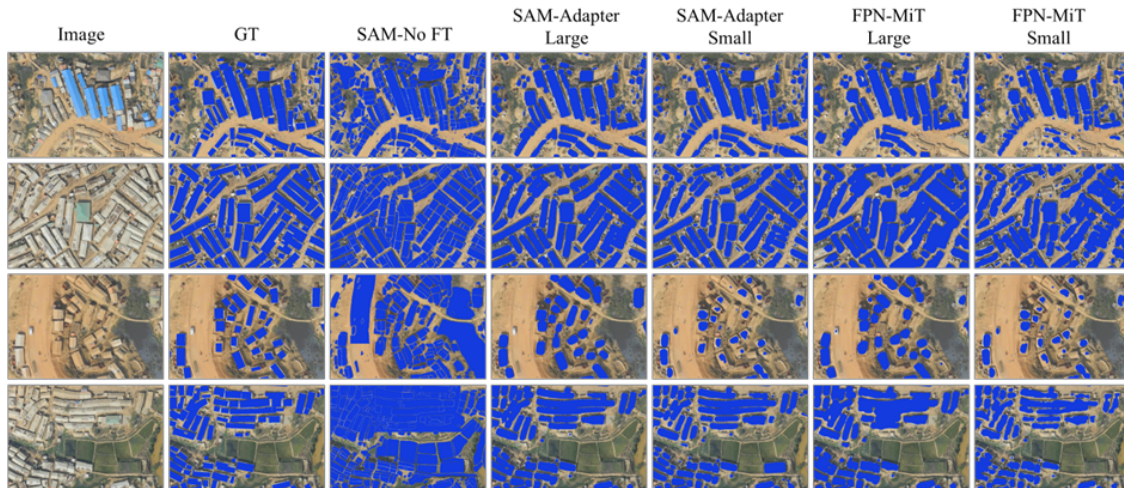 Image
GT
SAM-No FT
SAM-Adapter
Large
SAM-Adapter
Small
FPN-MiT
Large
FPN-MiT
Small